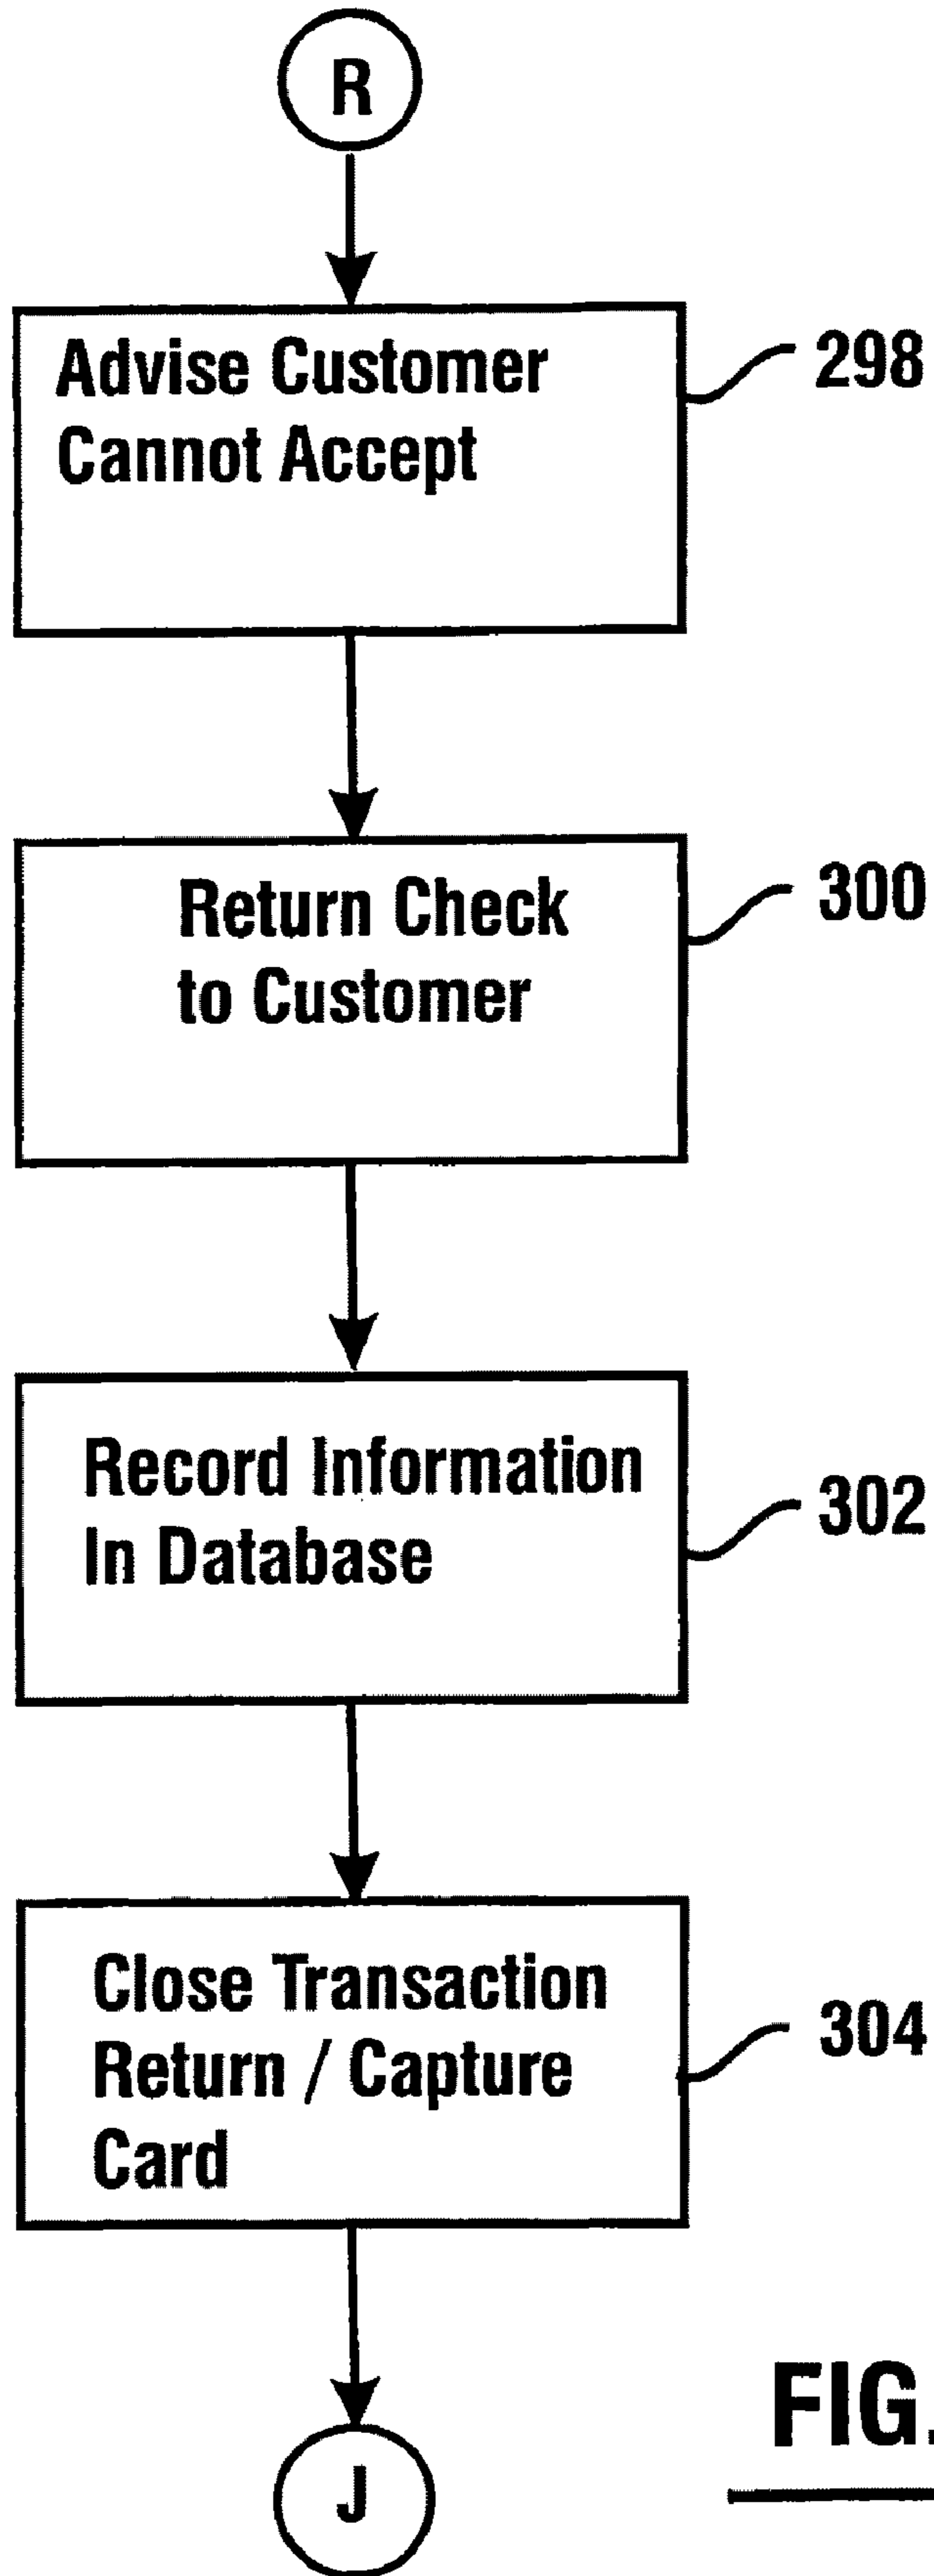 R
Advise Customer
Cannot Accept
298
Return Check
to Customer
300
Record Information
In Database
302
Close Transaction
Return / Capture
Card
304
J
FIG.